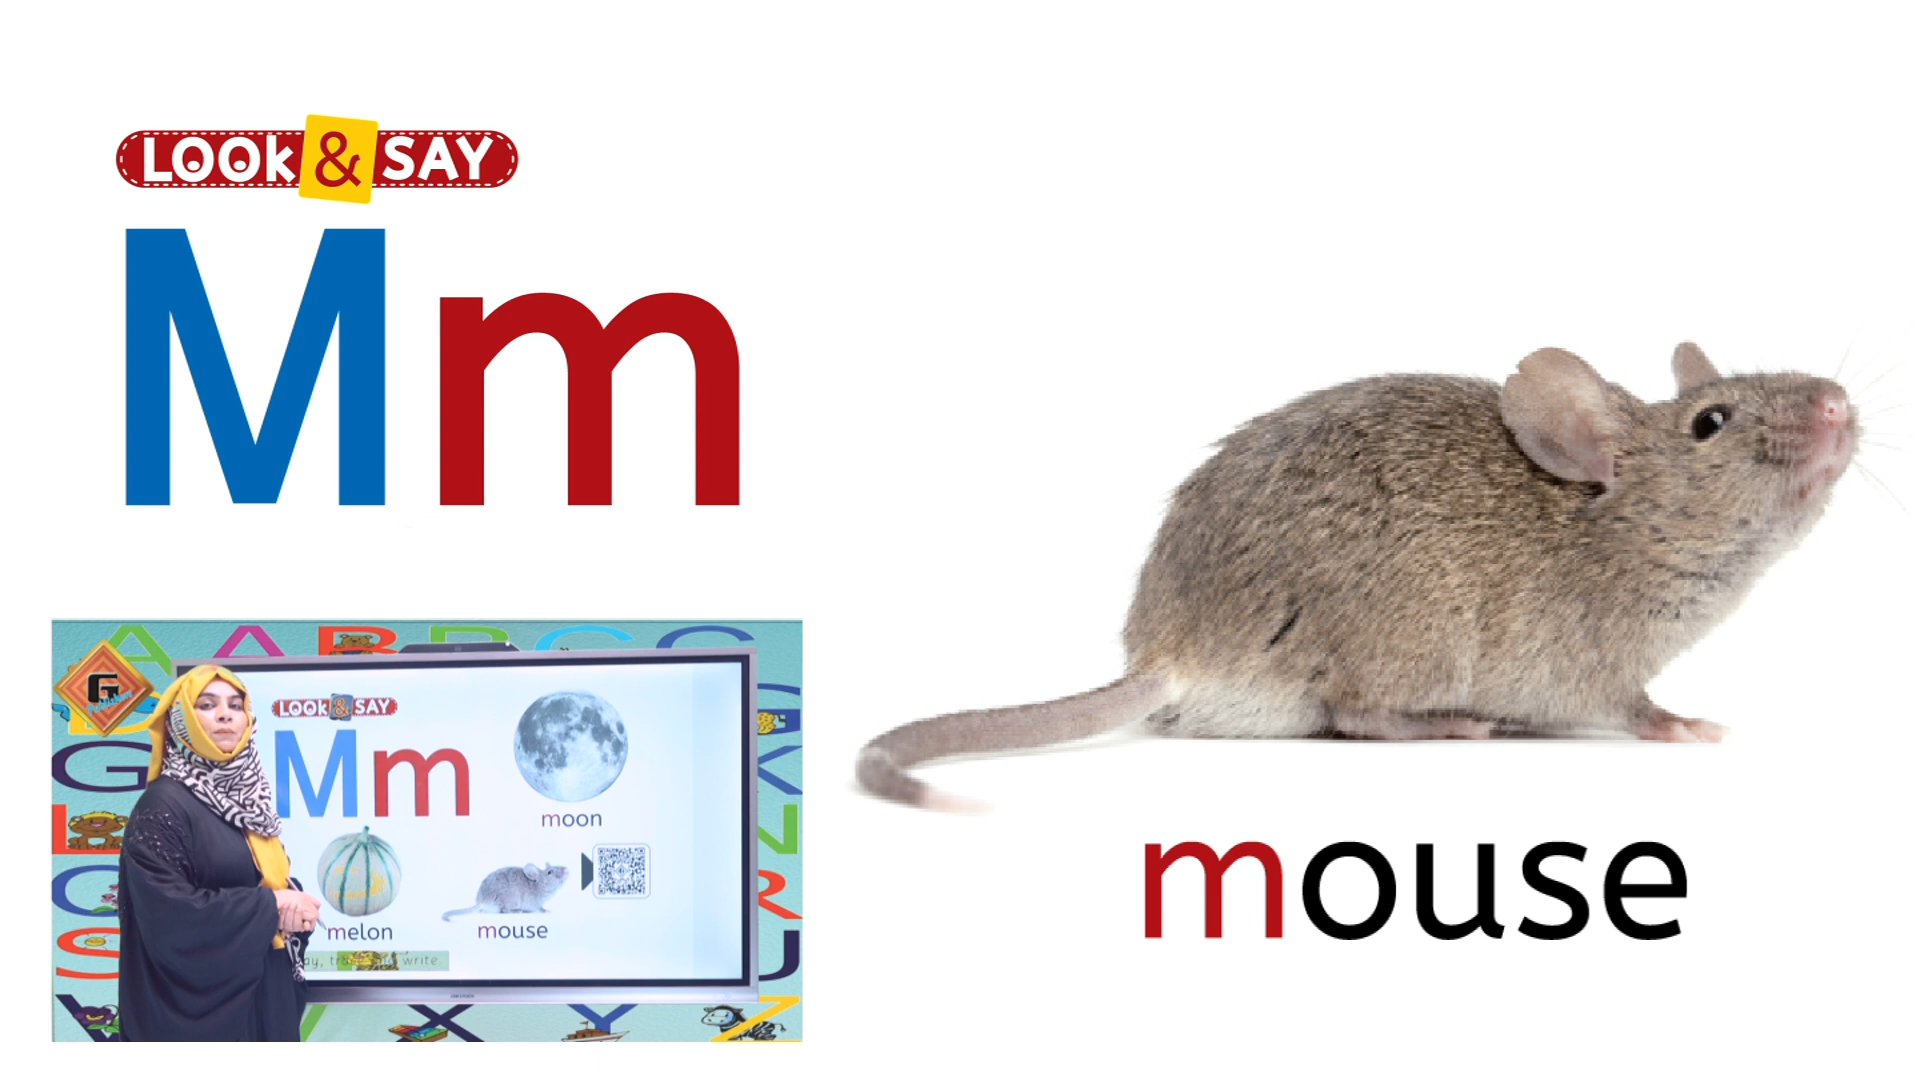 LOOk & SAY
Mm
mouse
LOOk & SAY
Mm
moon
melon
mouse
write.